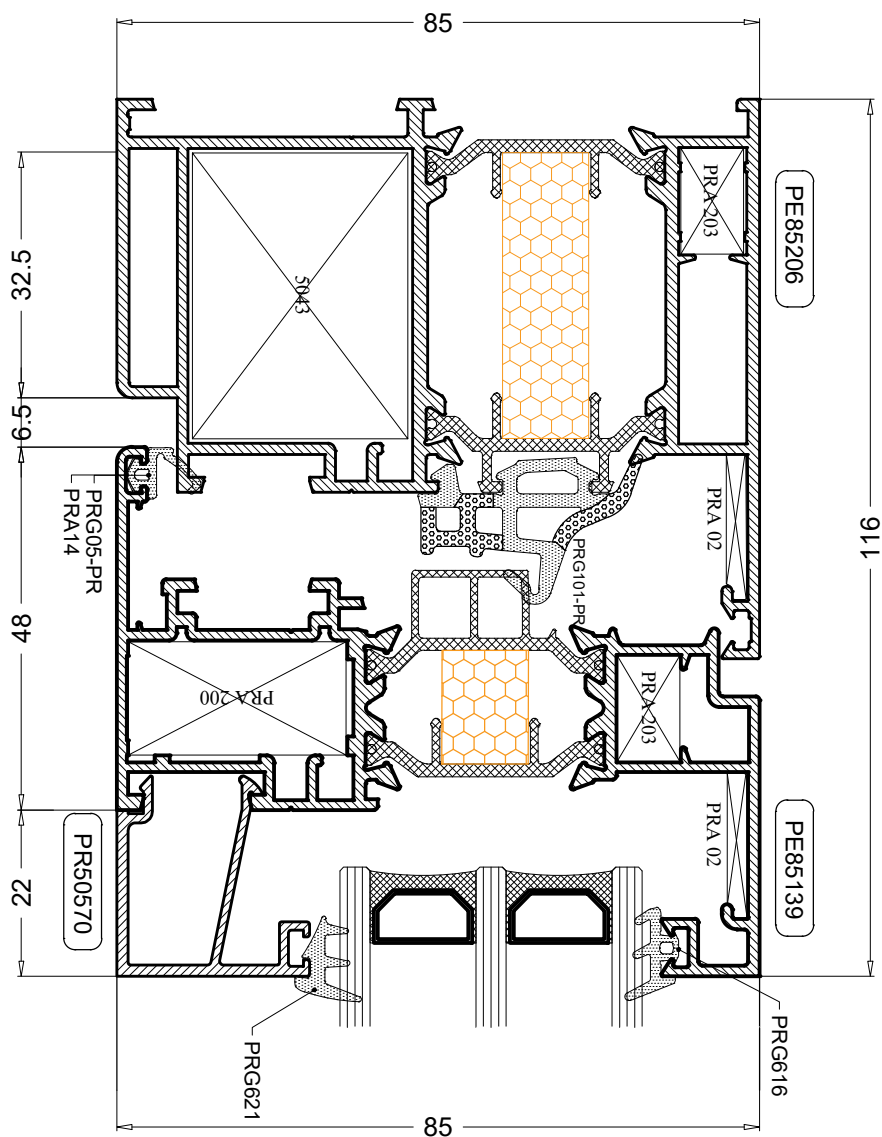 85
PRA 203
PE85206
32.5
5043
6.5
PRG05-PR
PRA14
PRA 02
116
PRG101-PR
48
PRA 200
PRA 203
PRA 02
PE85139
PR50570
22
PRG621
PRG616
85